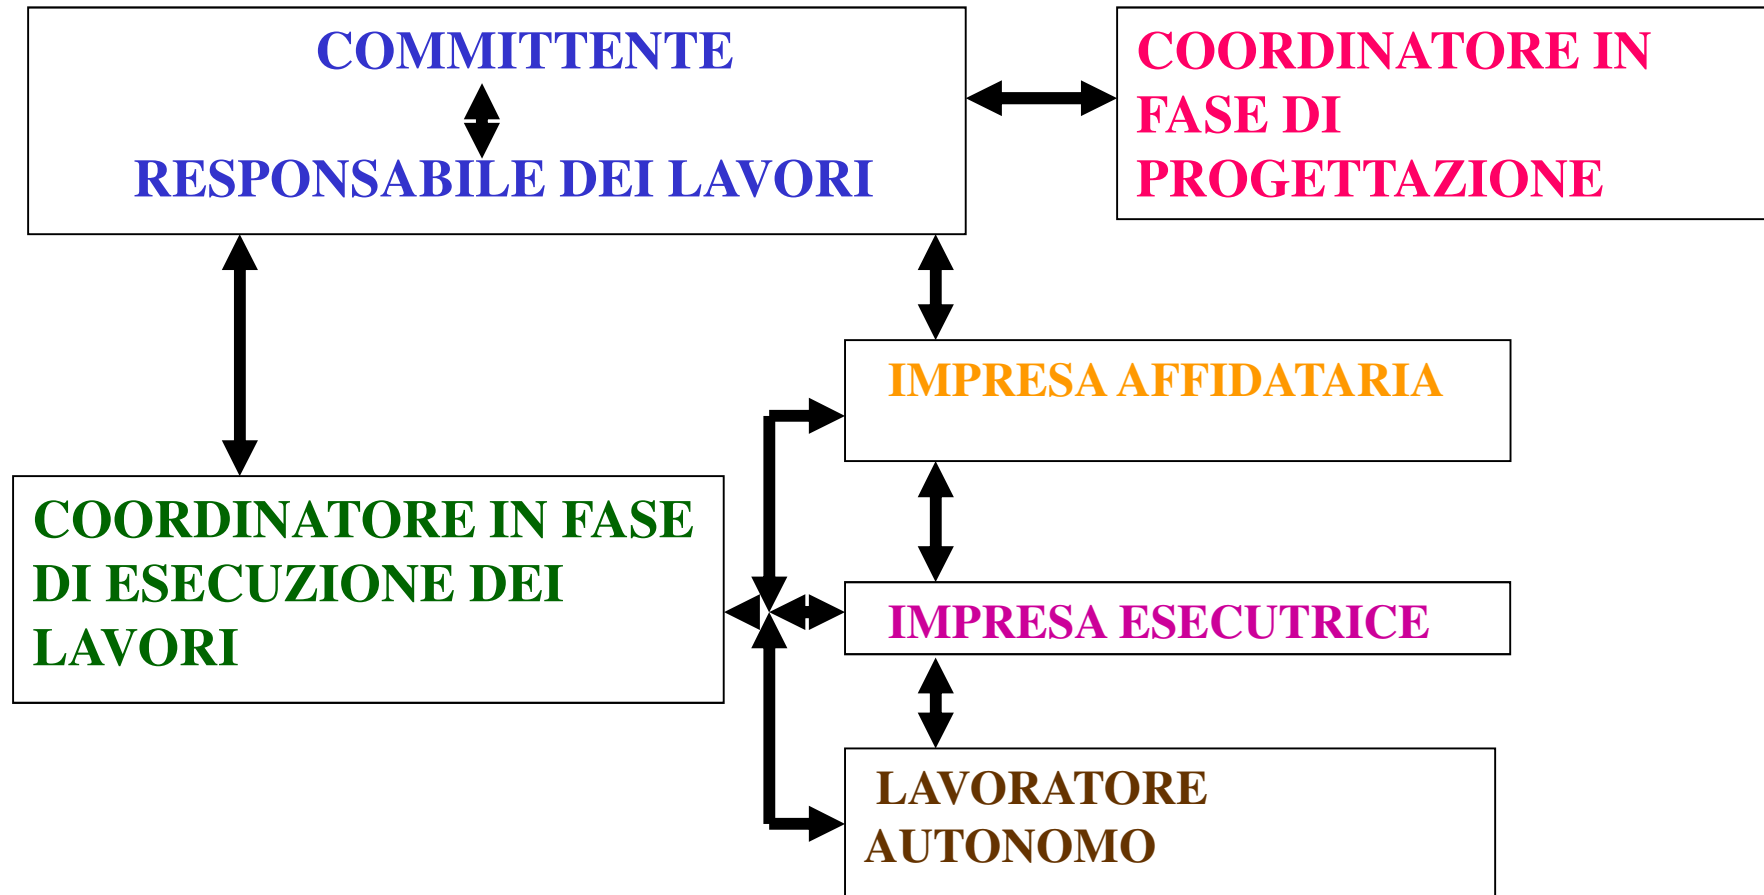 COMMITTENTE
RESPONSABILE DEI LAVORI
COORDINATORE IN
FASE DI
PROGETTAZIONE
IMPRESA AFFIDATARIA
COORDINATORE IN FASE
DI ESECUZIONE DEI
LAVORI
IMPRESA ESECUTRICE
LAVORATORE
AUTONOMO